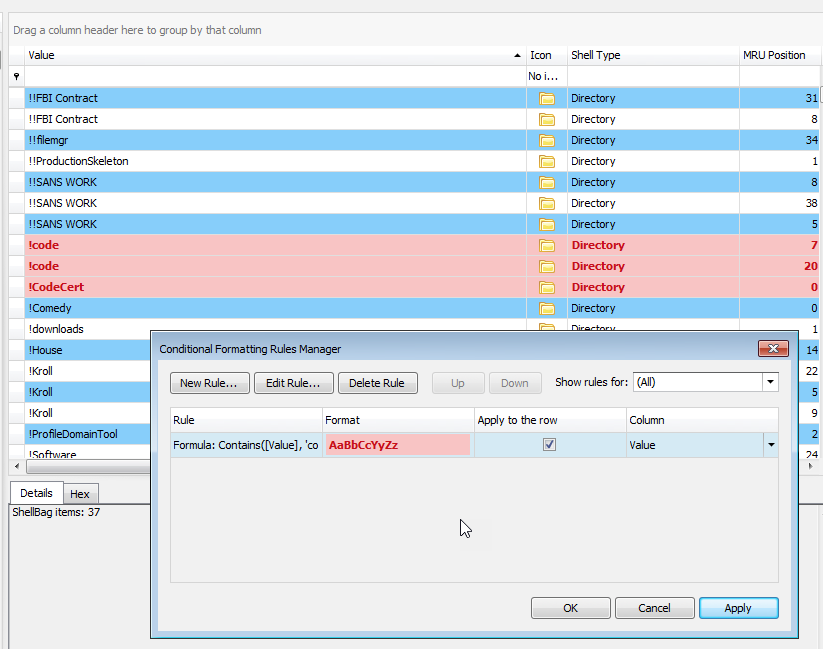 Drag a column header here to group by that column
Value Icon Shell Type MRU Position
No i...
!!FBI Contract Directory 31
!!FBI Contract Directory 8
!!filemgr Directory 34
!!ProductionSkeleton Directory 1
!!SANS WORK Directory 8
!!SANS WORK Directory 38
!!SANS WORK Directory 5
!code Directory 7
!code Directory 20
!CodeCert Directory 0
!Comedy Directory 0
!downloads Directory 1
!House 14
!Kroll 22
!Kroll 5
!Kroll 9
!ProfileDomainTool 2
!Software 24
Conditional Formatting Rules Manager
New Rule... Edit Rule... Delete Rule Up Down Show rules for: (All)
Rule Format Apply to the row Column
Formula: Contains([Value], 'co AaBbCcYyZz Value
OK Cancel Apply
Details Hex
ShellBag items: 37